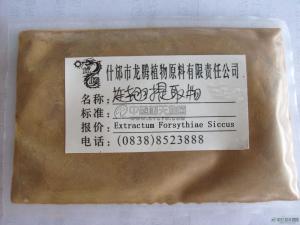 什邡市龙鹏植物原料有限责任公司
名称:连翘提取物
标准:
报价:Extractum Forsythiae Siccus
电话:(0838)8523888